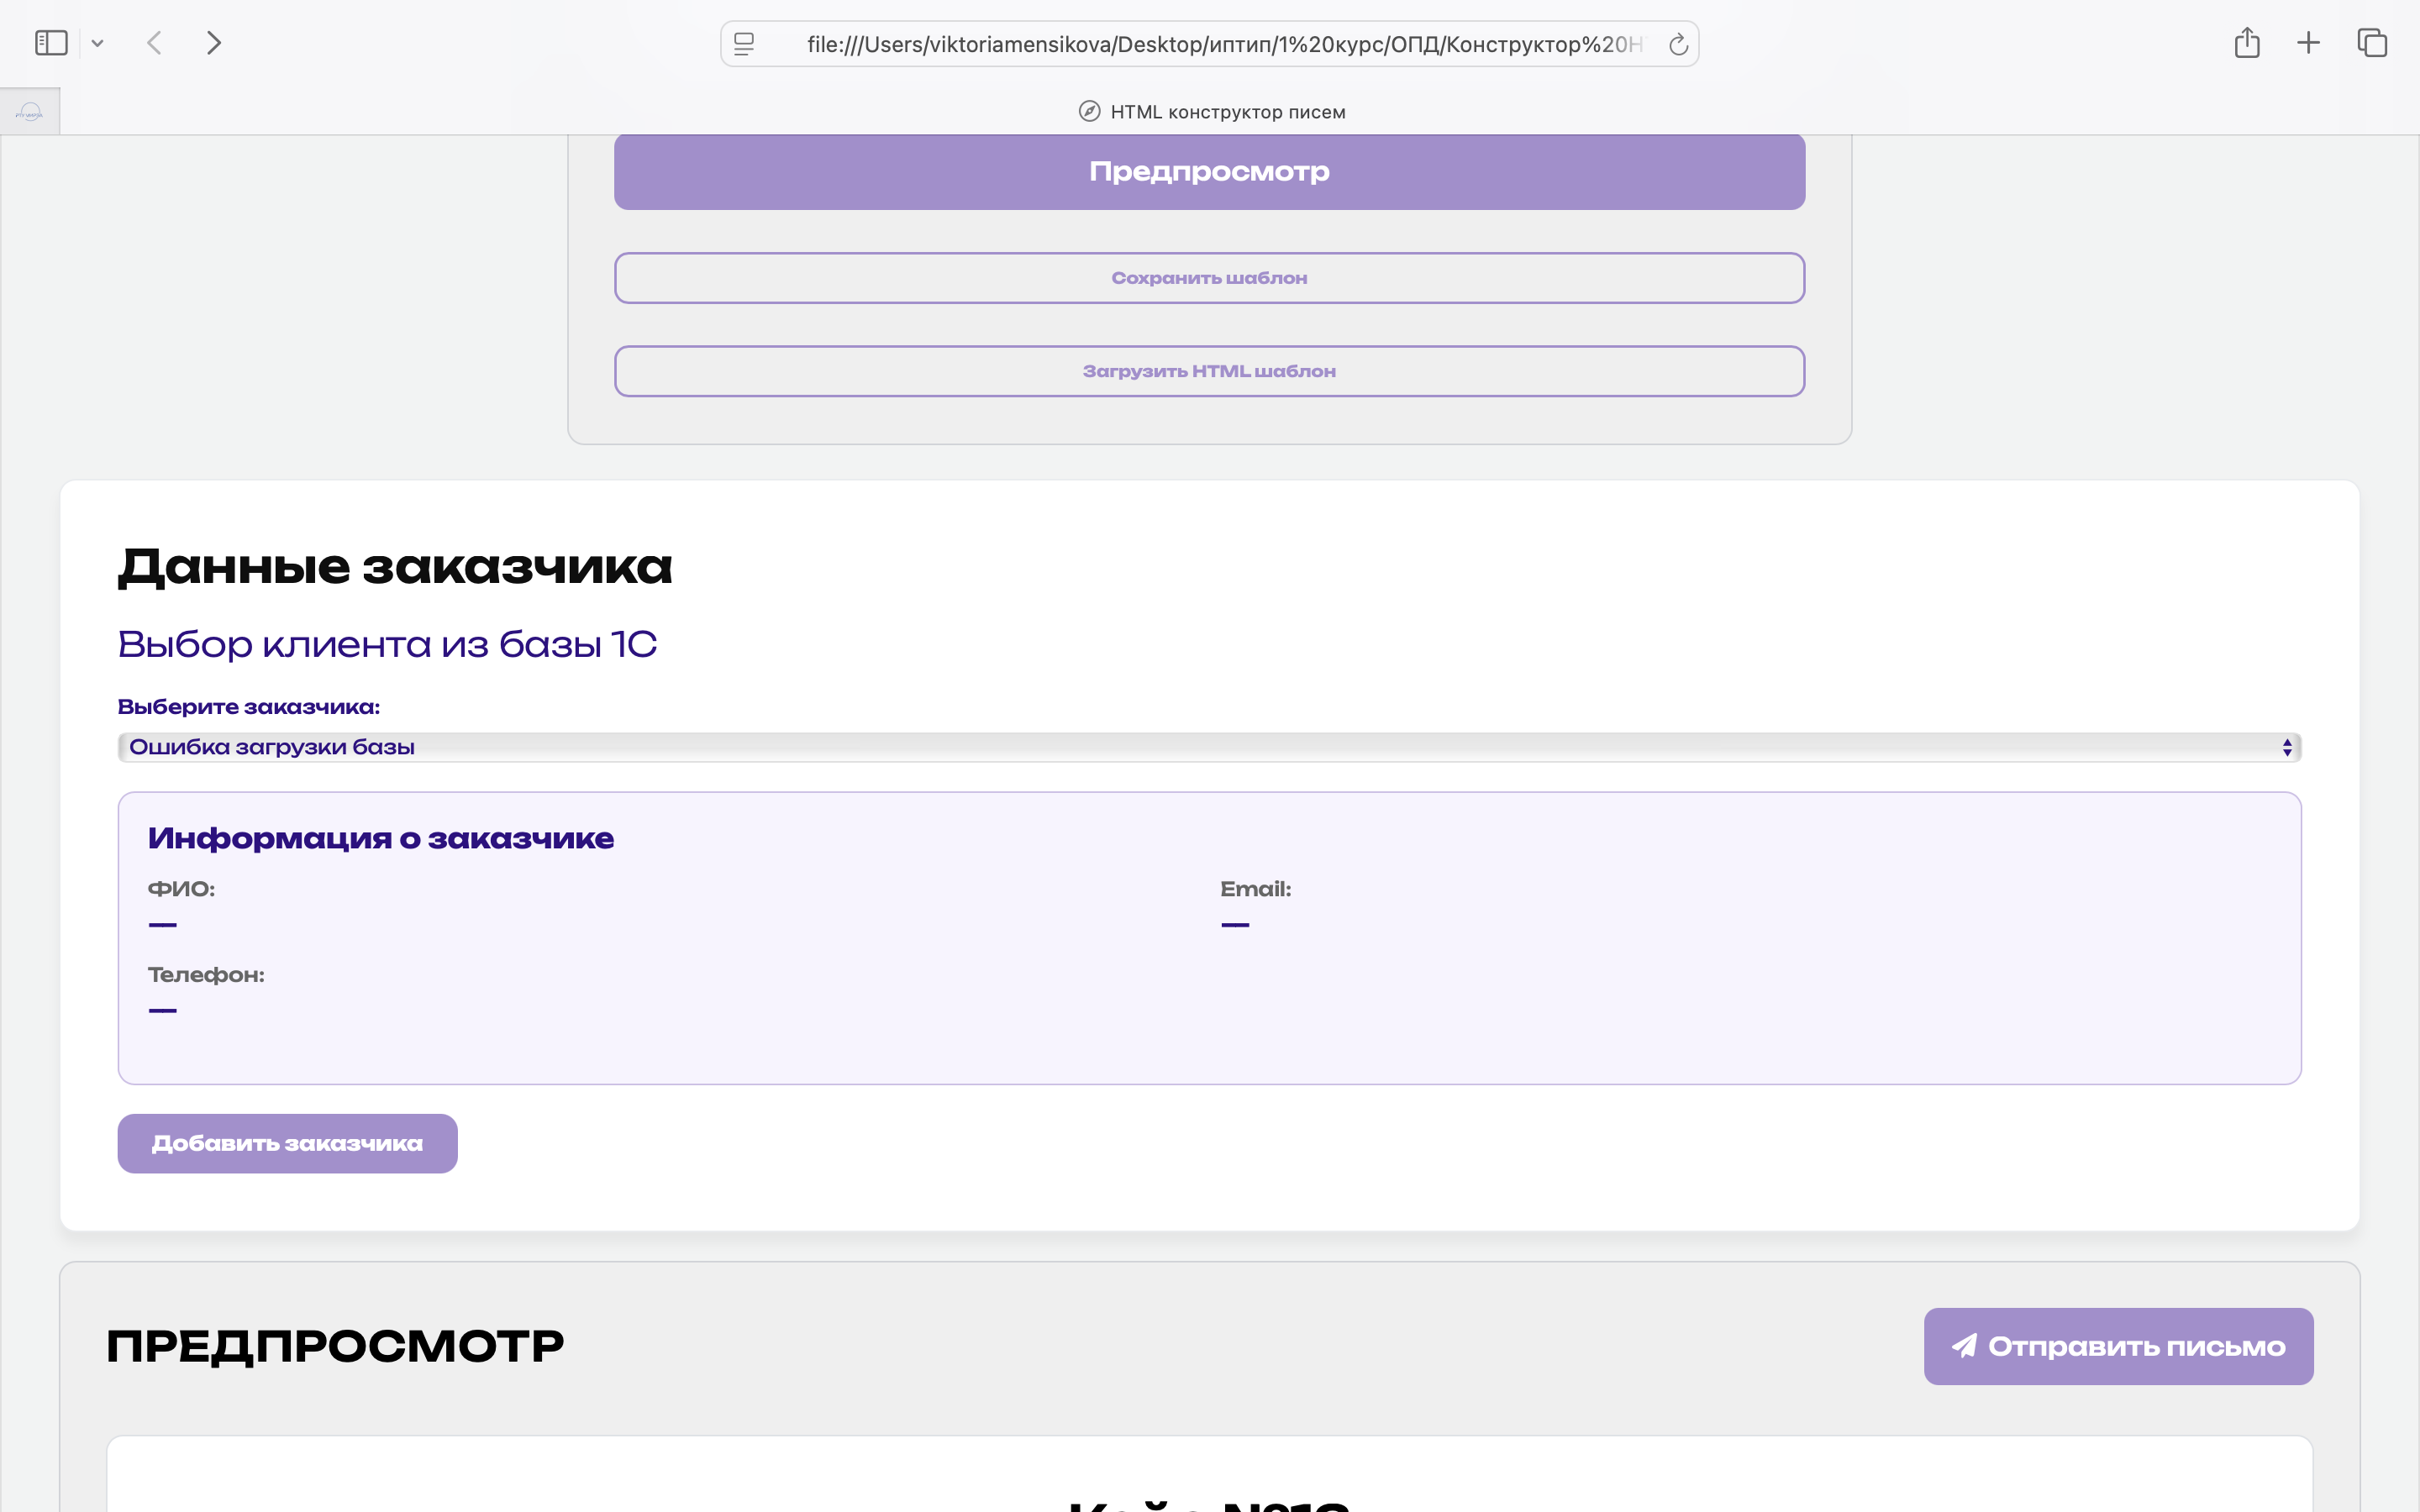 file:///Users/viktoriamensikova/Desktop/иптип/1%20курс/ОПД/Конструктор%20H
HTML конструктор писем
Предпросмотр
Сохранить шаблон
Загрузить HTML шаблон
Данные заказчика
Выбор клиента из базы 1С
Выберите заказчика:
Ошибка загрузки базы
Информация о заказчике
ФИО:
—
Email:
—
Телефон:
—
Добавить заказчика
ПРЕДПРОСМОТР
Отправить письмо